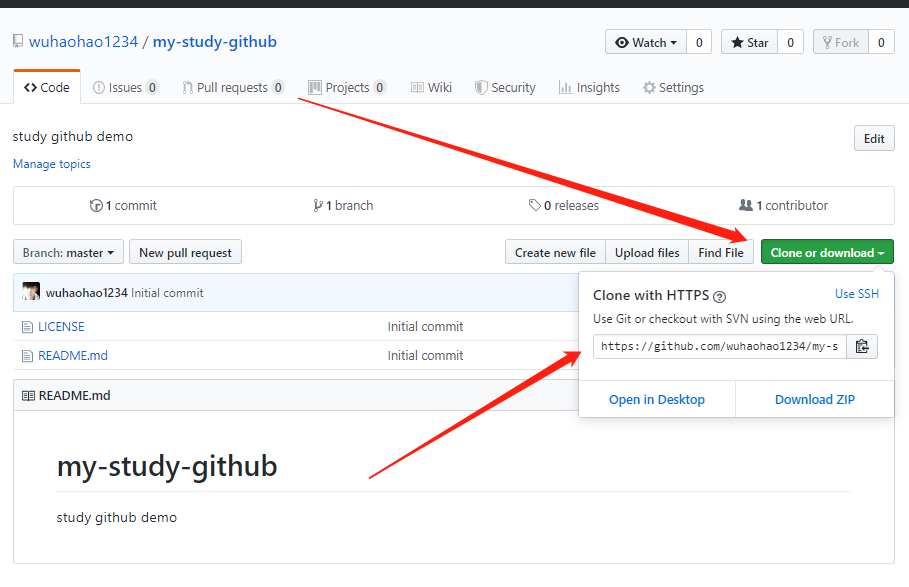 wuhaohao1234 / my-study-github
Watch 0 Star 0 Fork 0
Code Issues 0 Pull requests 0 Projects 0 Wiki Security Insights Settings
study github demo
Edit
Manage topics
1 commit 1 branch 0 releases 1 contributor
Branch: master New pull request Create new file Upload files Find File Clone or download
wuhaohao1234 Initial commit
LICENSE Initial commit
README.md Initial commit
Clone with HTTPS ? Use SSH
Use Git or checkout with SVN using the web URL.
https://github.com/wuhaohao1234/my-s
Open in Desktop Download ZIP
README.md
my-study-github
study github demo